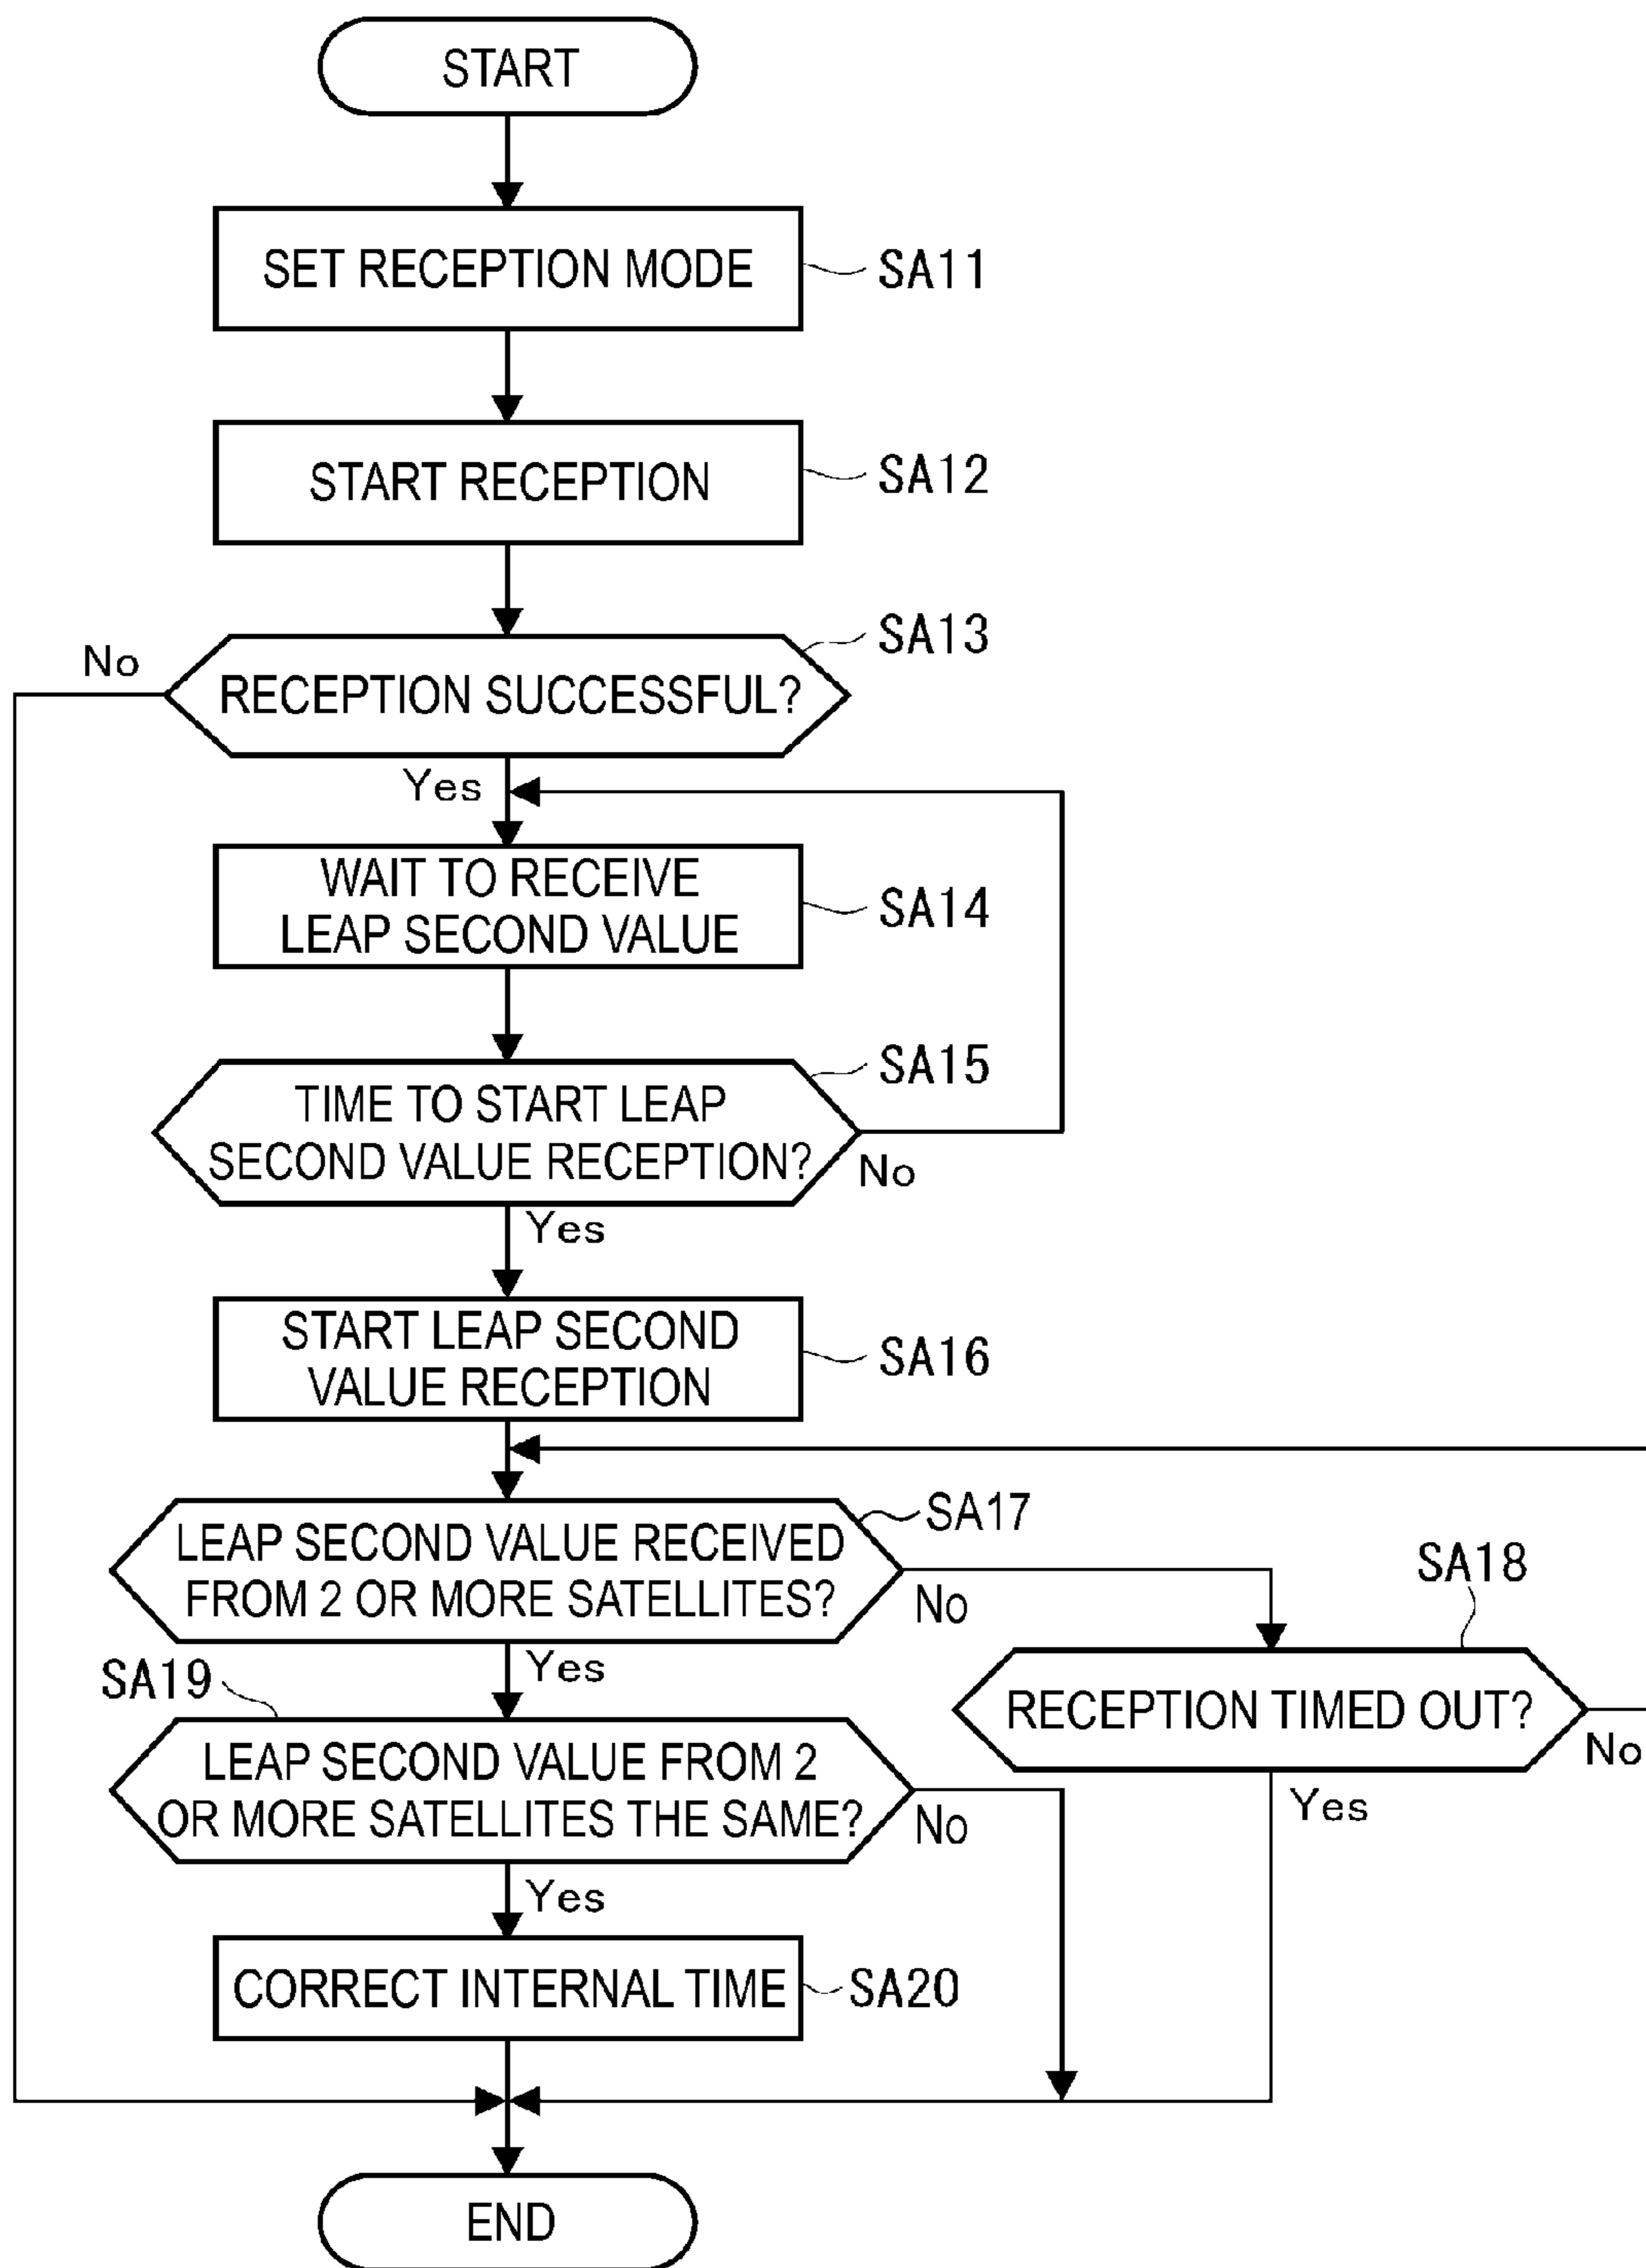 START
SET RECEPTION MODE
SA11
START RECEPTION
SA12
SA13
No
RECEPTION SUCCESSFUL?
Yes
WAIT TO RECEIVE
LEAP SECOND VALUE
SA14
SA15
TIME TO START LEAP
SECOND VALUE RECEPTION?
No
Yes
START LEAP SECOND
VALUE RECEPTION
SA16
SA17
LEAP SECOND VALUE RECEIVED
FROM 2 OR MORE SATELLITES?
No
SA18
Yes
SA19
RECEPTION TIMED OUT?
No
LEAP SECOND VALUE FROM 2
OR MORE SATELLITES THE SAME?
No
Yes
Yes
CORRECT INTERNAL TIME
SA20
END